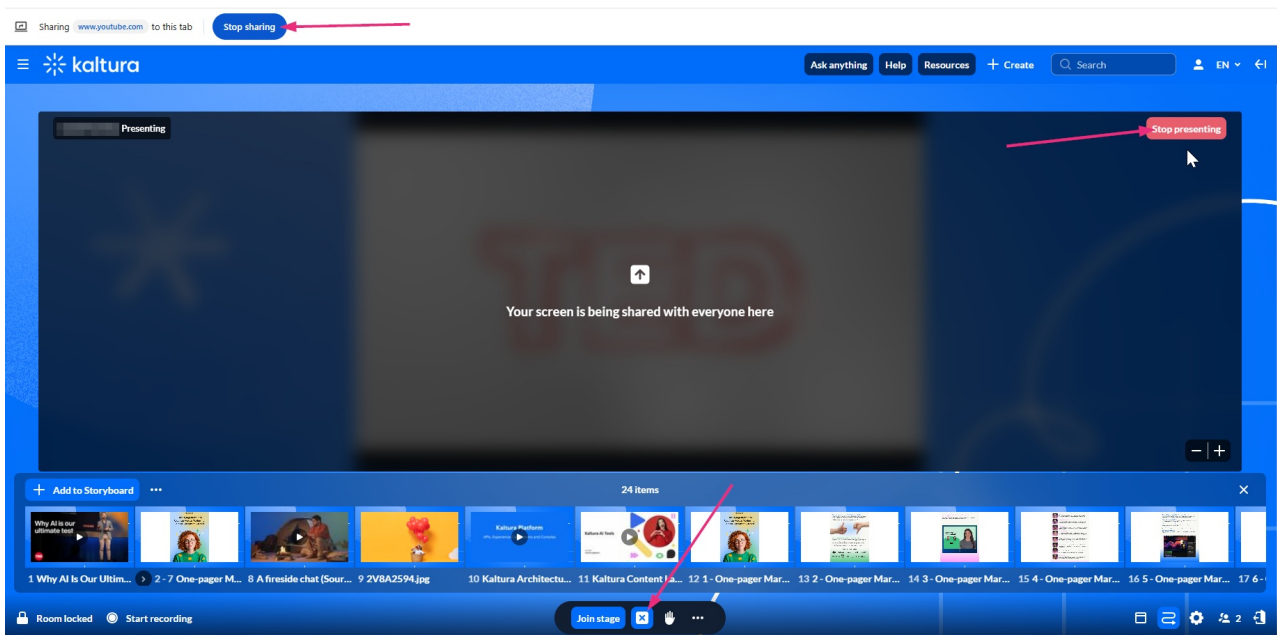 Sharing www.youtube.com to this tab Stop sharing
kaltura Ask anything Help Resources + Create Search EN
Presenting Stop presenting
TED
Your screen is being shared with everyone here
+ Add to Storyboard ••• 24 items
Why AI is our
ultimate test
Kaltura Platform
Kaltura AI Tools
1 Why AI Is Our Ultim... 2 - 7 One-pager M... 8 A fireside chat (Sour... 9 2V8A2594.jpg 10 Kaltura Architectu... 11 Kaltura Content La... 12 1 - One-pager Mar... 13 2 - One-pager Mar... 14 3 - One-pager Mar... 15 4 - One-pager Mar... 16 5 - One-pager Mar... 17 6 -
Room locked Start recording Join stage ••• 2